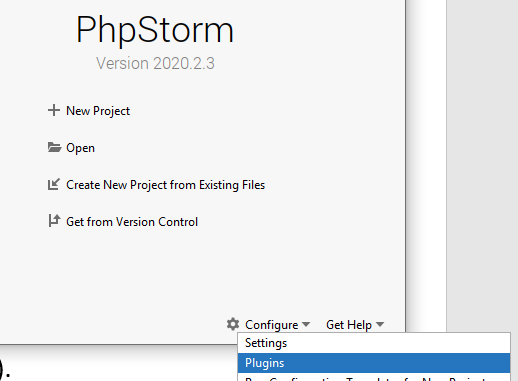 PhpStorm
Version 2020.2.3
New Project
Open
Create New Project from Existing Files
Get from Version Control
Configure Get Help
Settings
Plugins
).